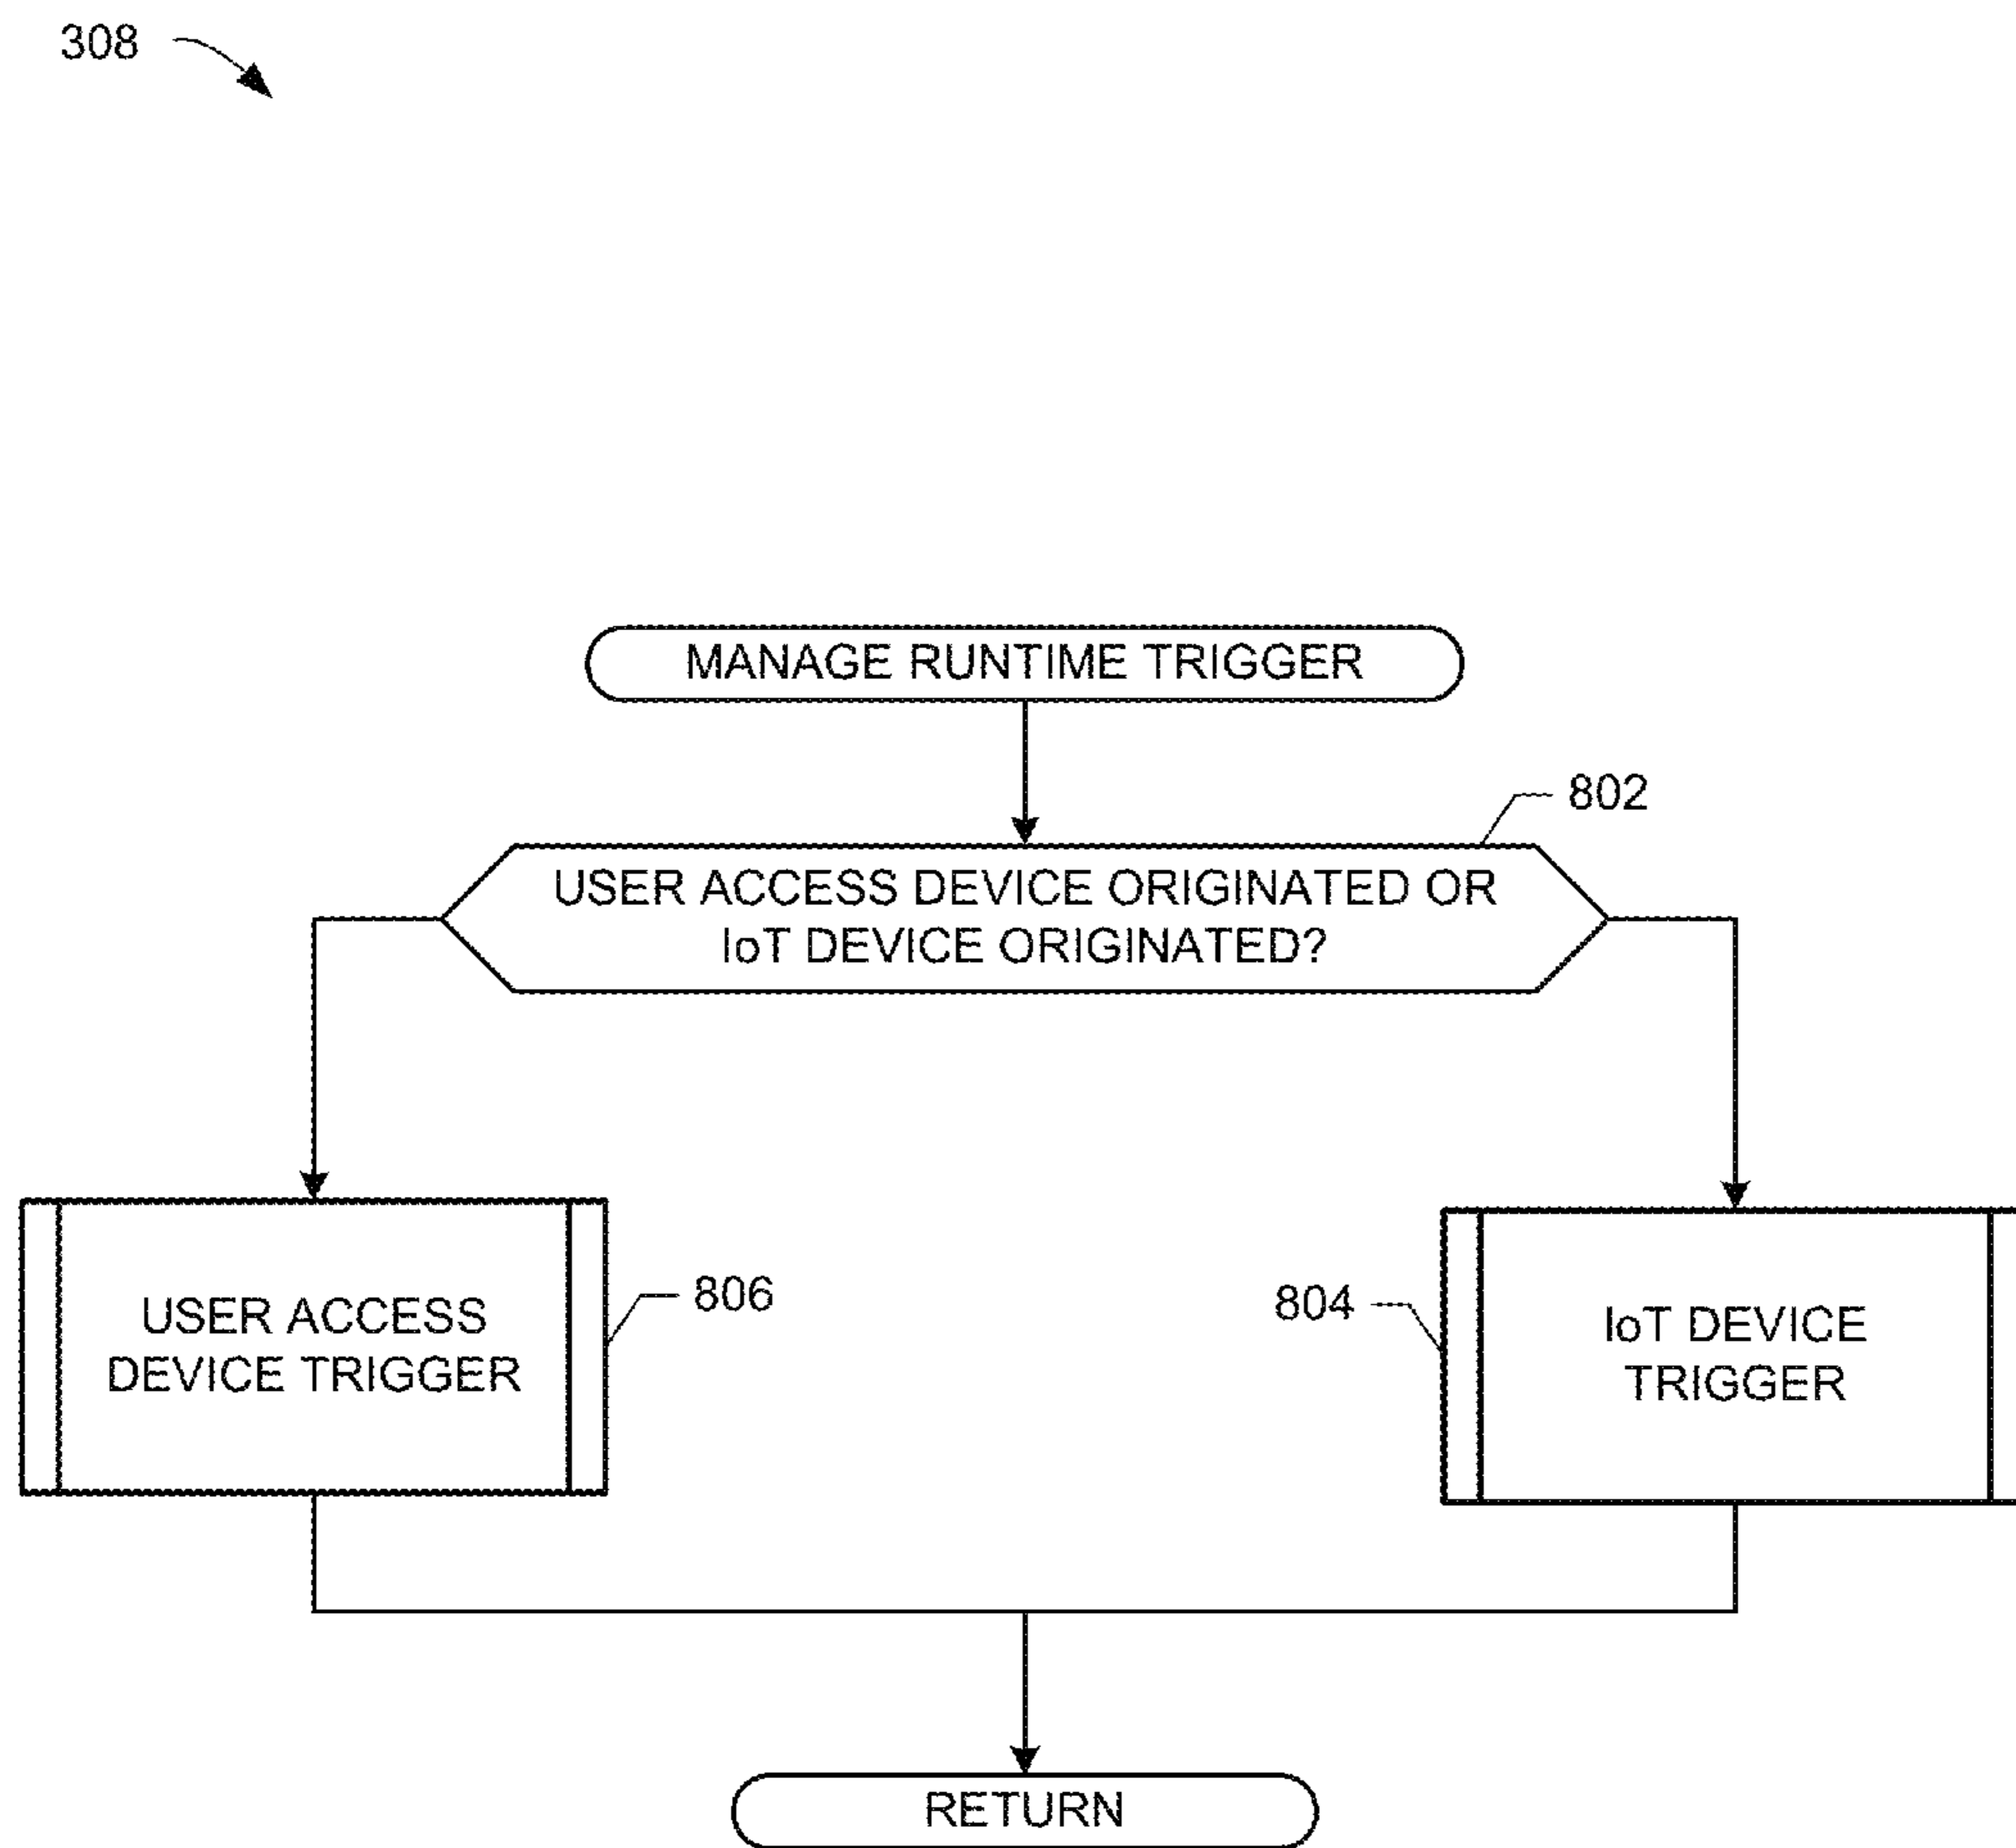 308
MANAGE RUNTIME TRIGGER
802
USER ACCESS DEVICE ORIGINATED OR
IoT DEVICE ORIGINATED?
USER ACCESS
DEVICE TRIGGER
806
804
IoT DEVICE
TRIGGER
RETURN